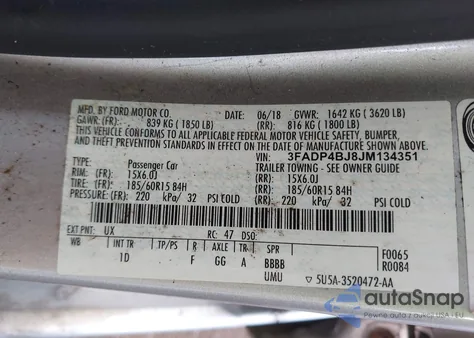 MFD. BY FORD MOTOR CO.
DATE: 06/18 GVWR: 1642 KG ( 3620 LB)
GAWR: (FR): 839 KG ( 1850 LB) (RR): 816 KG ( 1800 LB)
THIS VEHICLE CONFORMS TO ALL APPLICABLE FEDERAL MOTOR VEHICLE SAFETY, BUMPER,
AND THEFT PREVENTION STANDARDS IN EFFECT ON THE DATE OF MANUFACTURE SHOWN ABOVE.
VIN: 3FADP4BJ8JM134351
TYPE: Passenger Car TRAILER TOWING - SEE OWNER GUIDE
RIM: (FR): 15X6.0J (RR): 15X6.0J
TIRE: (FR): 185/60R15 84H (RR): 185/60R15 84H
PRESSURE: (FR): 220 kPa/ 32 PSI COLD (RR): 220 kPa/ 32 PSI COLD
EXT PNT: UX RC: 47 DSO: F0065
WB INT TR TP/PS R AXLE TR SPR R0084
1D F GG A BBBB
UMU 5U5A-3520472-AA
autoSnap
Pewne auto z USA i EU